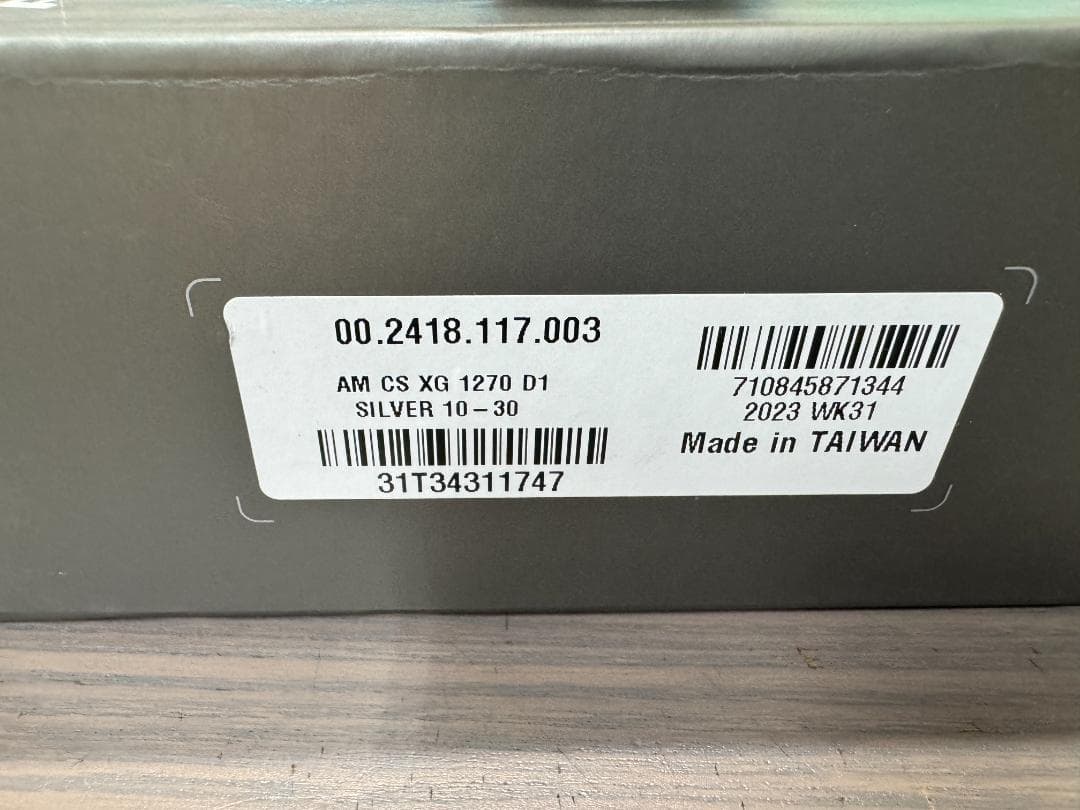 00.2418.117.003
AM CS XG 1270 D1
SILVER 10-30
31T34311747
710845871344
2023 WK31
Made in TAIWAN